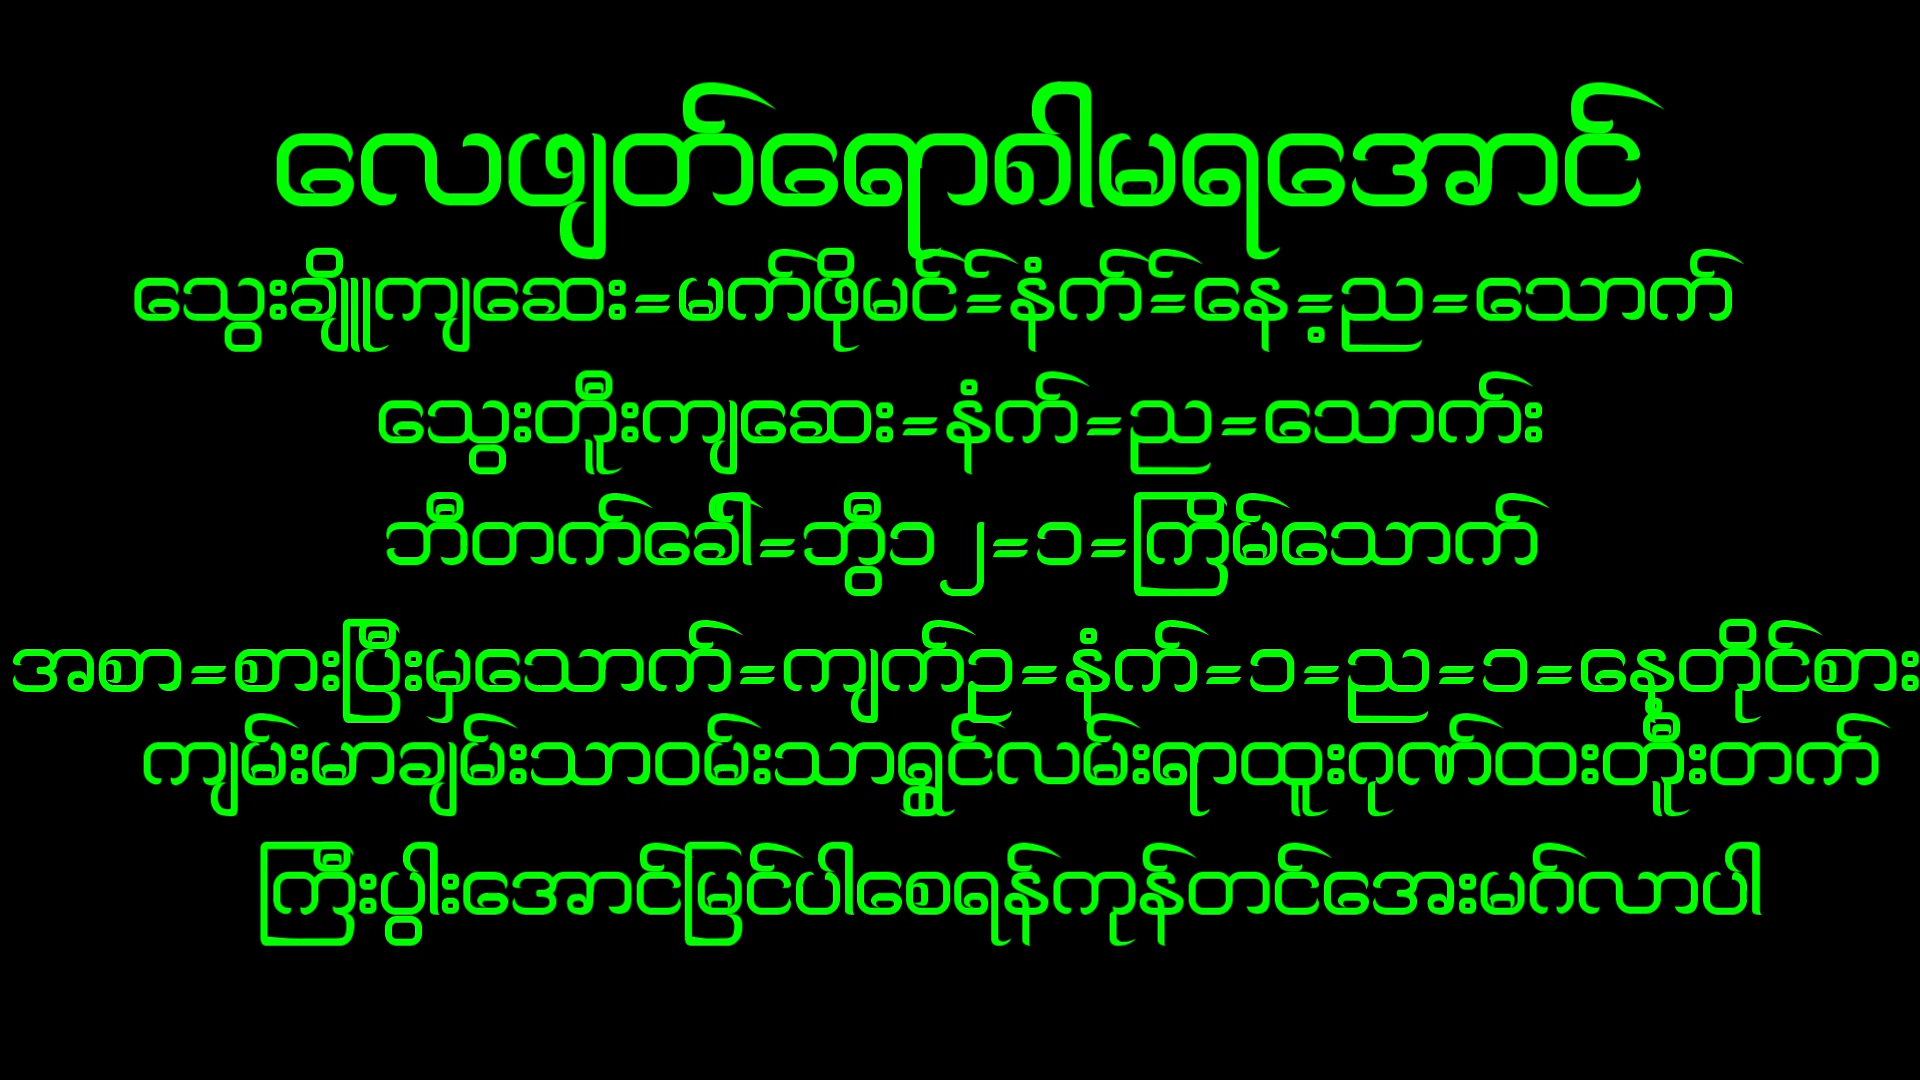 လေဖျတ်ရောဂါမရအောင်
သွေးချိူကျဆေး=မက်ဖိုမင်=်နံက်=်နေ=့ည=သောက်
သွေးတိူးကျဆေး=နံက်=ည=သောက်း
ဘီတက်ခေါ်=ဘွီ၁၂=၁=ကြိမ်သောက်
အစာ=စားပြီးမှသောက်=ကျက်ဥ=နံက်=၁=ည=၁=နေ့တိုင်စား
ကျမ်းမာချမ်းသာဝမ်းသာရွှင်လမ်းရာထူးဂုဏ်ထးတိူးတက်
ကြီးပွါးအောင်မြင်ပါစေရန်ကုန်တင်အေးမဂ်လာပါ